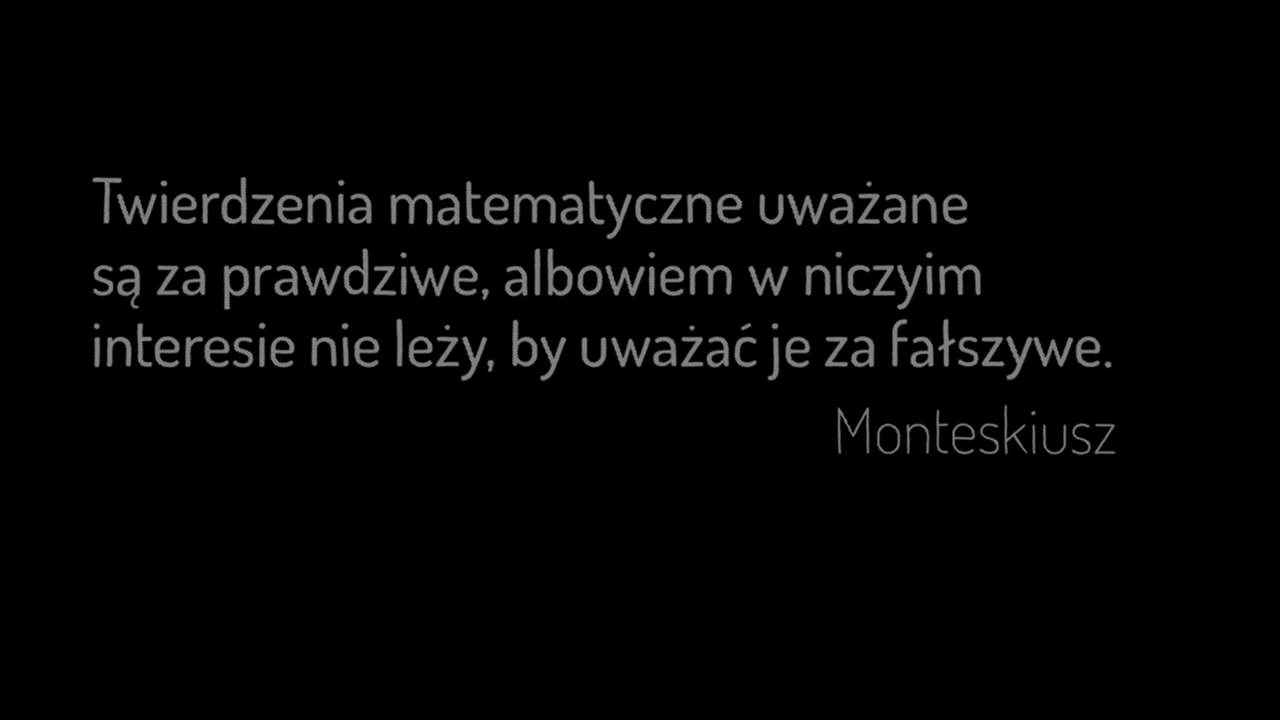 Twierdzenia matematyczne uważane
są za prawdziwe, albowiem w niczyim
interesie nie leży, by uważać je za fałszywe.
Monteskiusz